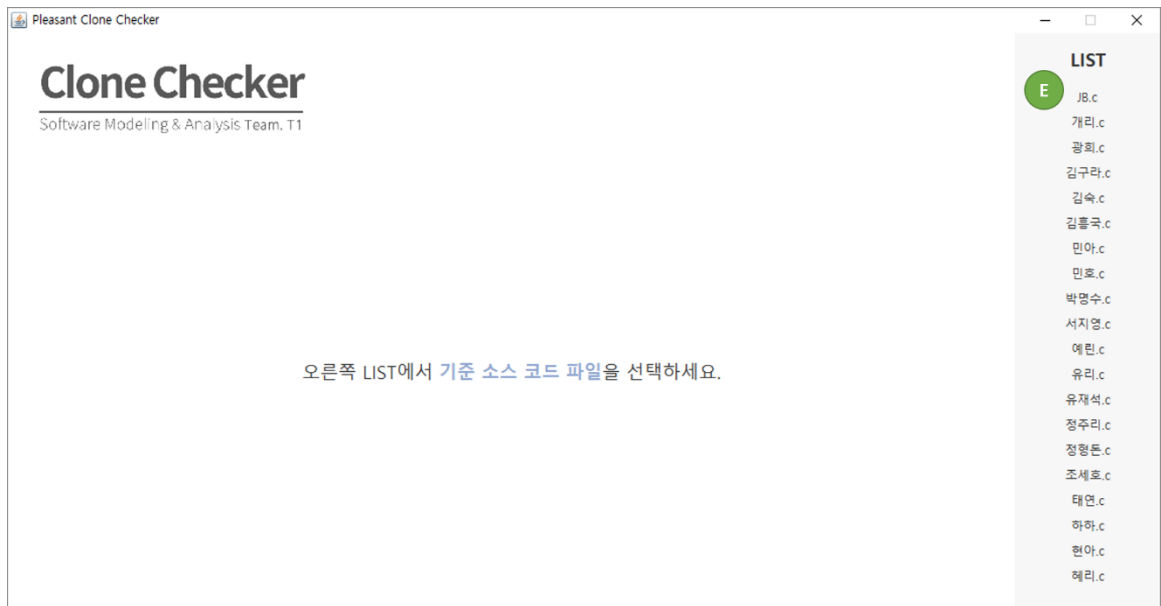 Pleasant Clone Checker
Clone Checker
Software Modeling & Analysis Team. T1
오른쪽 LIST에서 기준 소스 코드 파일을 선택하세요.
LIST
E
JB.c
개리.c
광희.c
김구라.c
김숙.c
김흥국.c
민아.c
민호.c
박명수.c
서지영.c
예린.c
유리.c
유재석.c
정주리.c
정형돈.c
조세호.c
태연.c
하하.c
현아.c
혜리.c